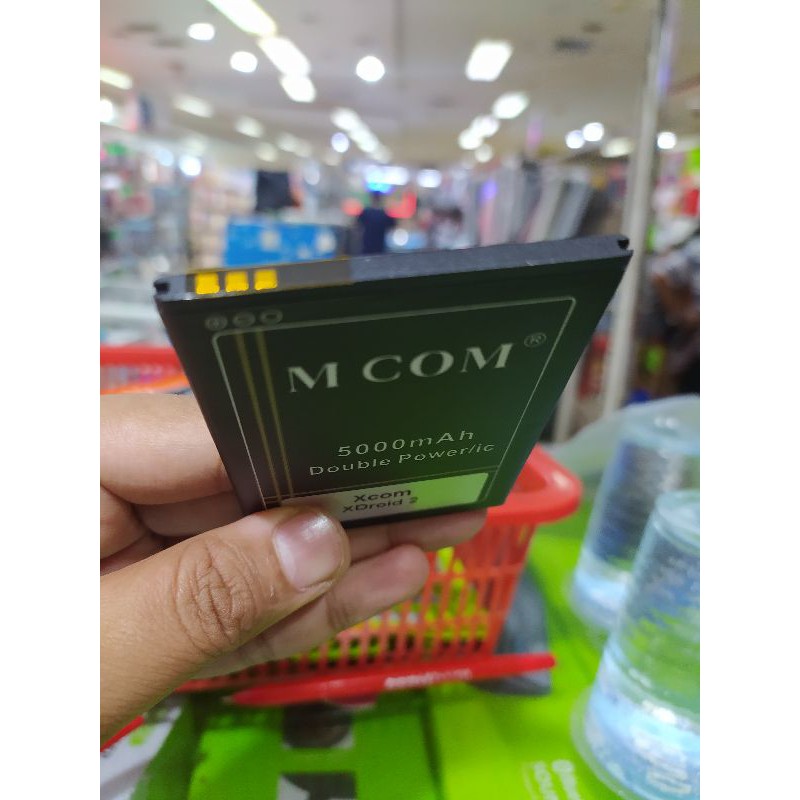 M COM®
5000mAh
Double Power/ic
Xcom
XDroid 2